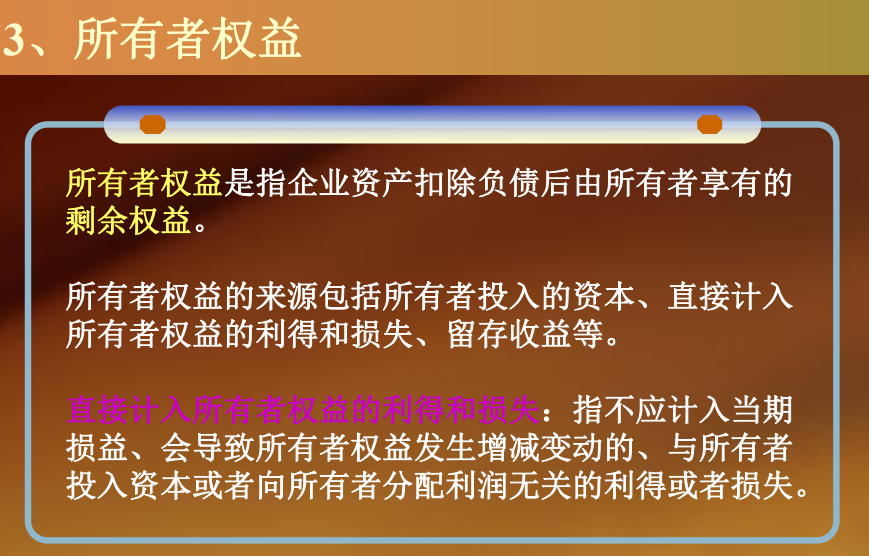 3、所有者权益
所有者权益是指企业资产扣除负债后由所有者享有的
剩余权益。
所有者权益的来源包括所有者投入的资本、直接计入
所有者权益的利得和损失、留存收益等。
直接计入所有者权益的利得和损失：指不应计入当期
损益、会导致所有者权益发生增减变动的、与所有者
投入资本或者向所有者分配利润无关的利得或者损失。